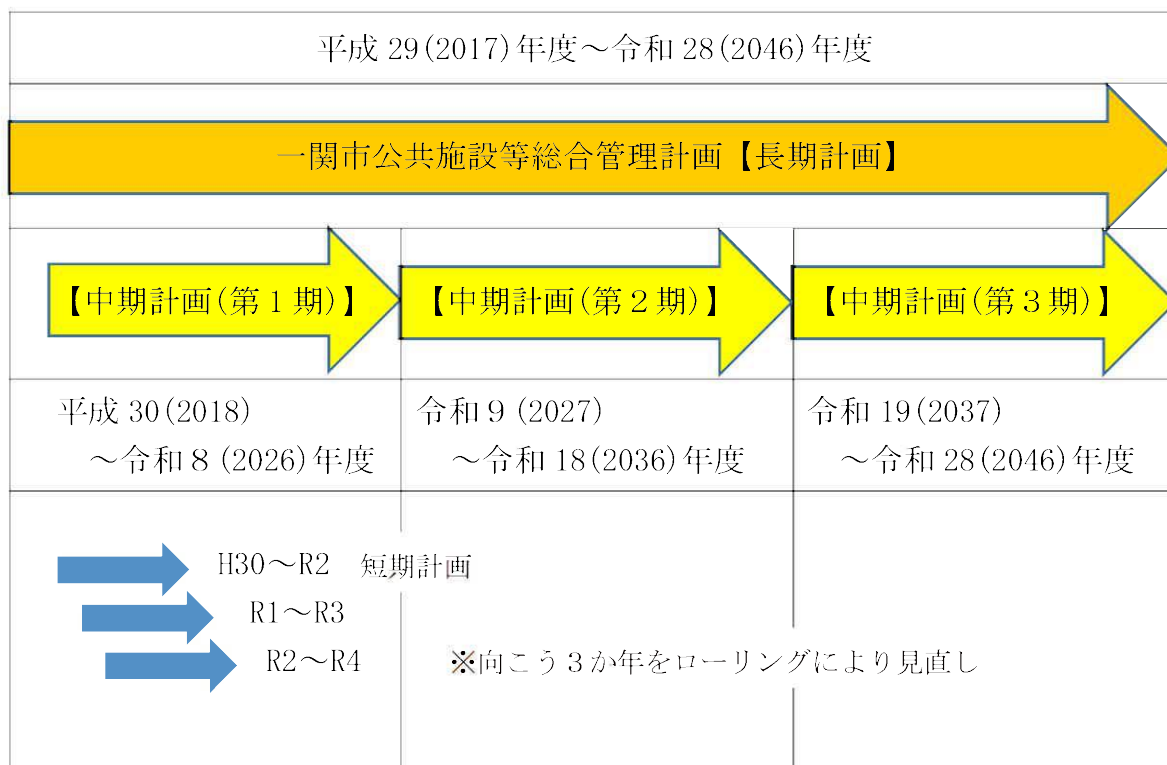 平成 29(2017)年度～令和 28(2046)年度
一関市公共施設等総合管理計画【長期計画】
【中期計画(第１期)】
【中期計画(第２期)】
【中期計画(第３期)】
平成 30(2018)
～令和８(2026)年度
令和９(2027)
～令和 18(2036)年度
令和 19(2037)
～令和 28(2046)年度
H30～R2 短期計画
R1～R3
R2～R4
※向こう３か年をローリングにより見直し